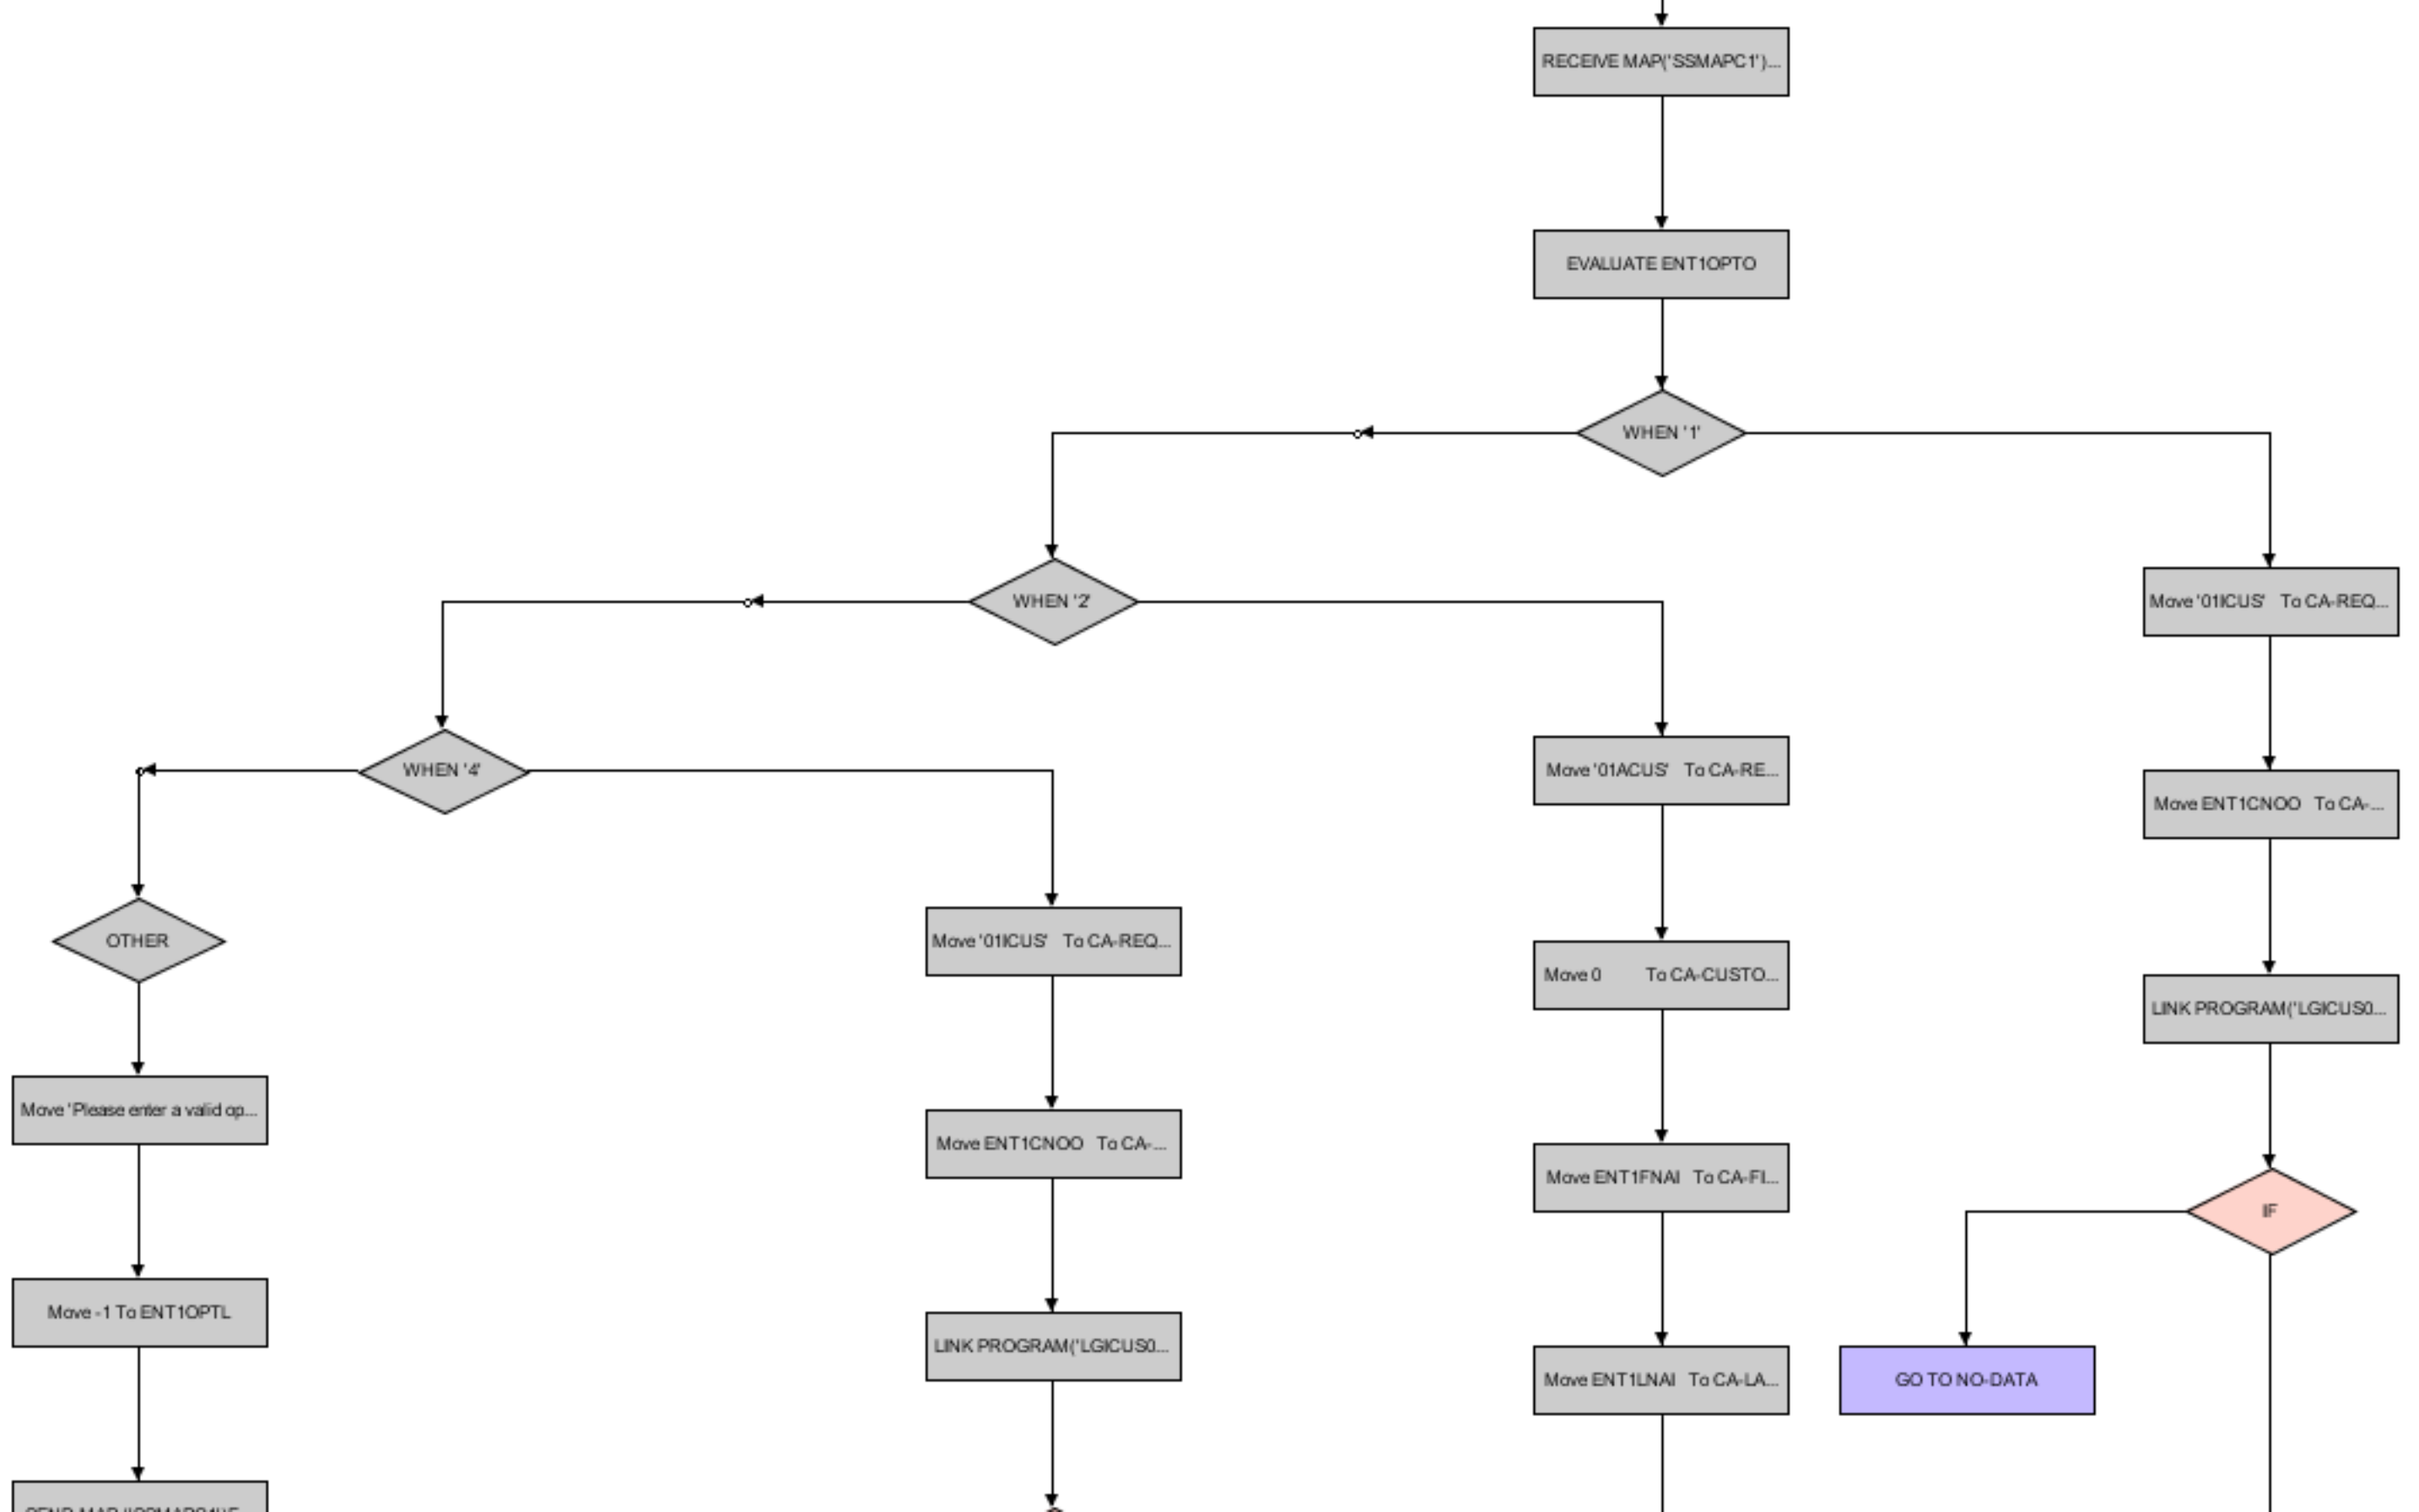 RECEIVE MAP('SSMAPC1')...
EVALUATE ENT1OPTO
WHEN '1'
WHEN '2'
Move '01ICUS'   To CA-REQ...
WHEN '4'
Move '01ACUS'   To CA-RE...
Move ENT1CNOO   To CA-...
OTHER
Move '01ICUS'   To CA-REQ...
Move 0         To CA-CUSTO...
LINK PROGRAM('LGICUS0...
Move 'Please enter a valid op...
Move ENT1CNOO   To CA-...
Move ENT1FNAI   To CA-FI...
IF
Move -1 To ENT1OPTL
LINK PROGRAM('LGICUS0...
Move ENT1LNAI   To CA-LA...
GO TO NO-DATA